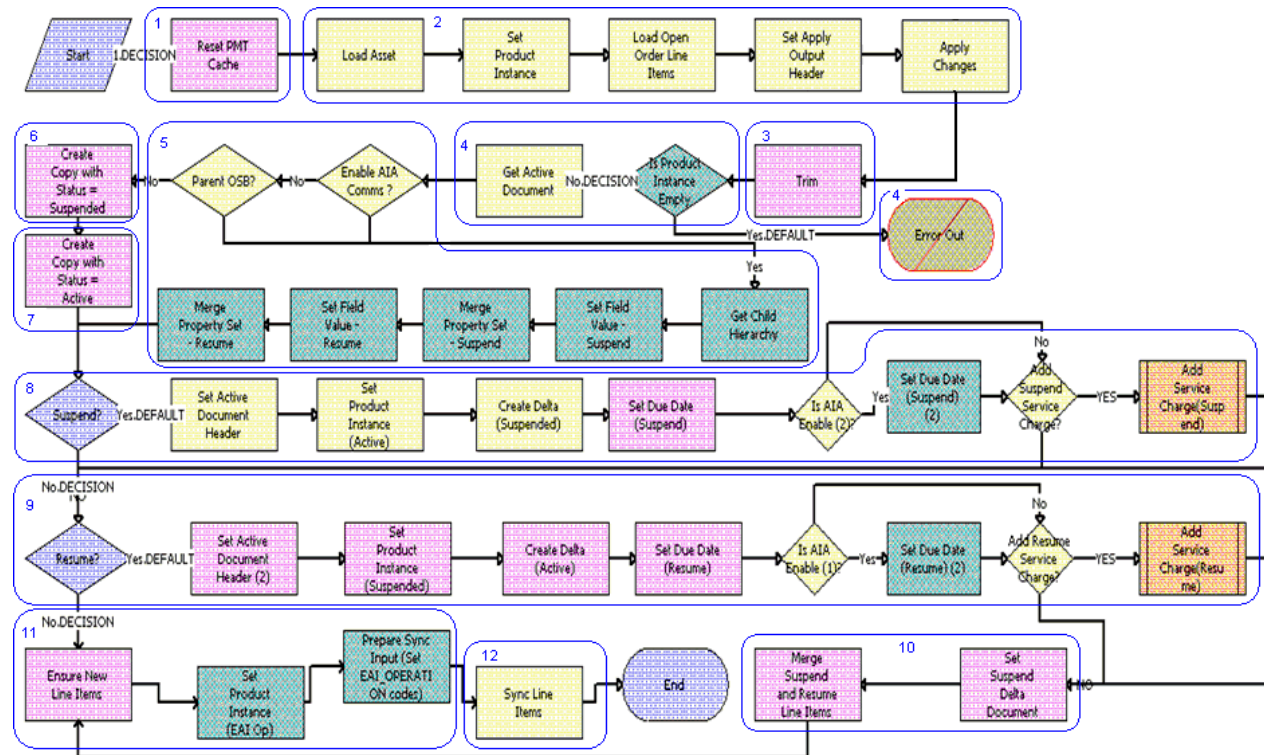 1
2
Start
1.DECISION
Reset PMT
Cache
Load Asset
Set
Product
Instance
Load Open
Order Line
Items
Set Apply
Output
Header
Apply
Changes
6
5
4
3
Create
Copy with
Status =
Suspended
No
Parent OSB?
No
Enable AIA
Comms ?
Get Active
Document
No.DECISION
Is Product
Instance
Empty
Trim
4
Yes.DEFAULT
Error Out
Create
Copy with
Status =
Active
7
Yes
Merge
Property Set
- Resume
Set Field
Value -
Resume
Merge
Property Set
- Suspend
Set Field
Value -
Suspend
Get Child
Hierarchy
No
8
Suspend?
Yes.DEFAULT
Set Active
Document
Header
Set
Product
Instance
(Active)
Create Delta
(Suspended)
Set Due Date
(Suspend)
Is AIA
Enable (2)?
Yes
Set Due Date
(Suspend)
(2)
Add
Suspend
Service
Charge?
YES
Add
Service
Charge(Susp
end)
No.DECISION
9
No
Resume?
Yes.DEFAULT
Set Active
Document
Header (2)
Set
Product
Instance
(Suspended)
Create Delta
(Active)
Set Due Date
(Resume)
Is AIA
Enable (1)?
Yes
Set Due Date
(Resume) (2)
Add Resume
Service
Charge?
YES
Add
Service
Charge(Resu
me)
No.DECISION
11
Ensure New
Line Items
Set
Product
Instance
(EAI Op)
Prepare Sync
Input (Set
EAI_OPERATI
ON codes)
12
Sync Line
Items
End
10
Merge
Suspend
and Resume
Line Items
Set
Suspend
Delta
Document
NO